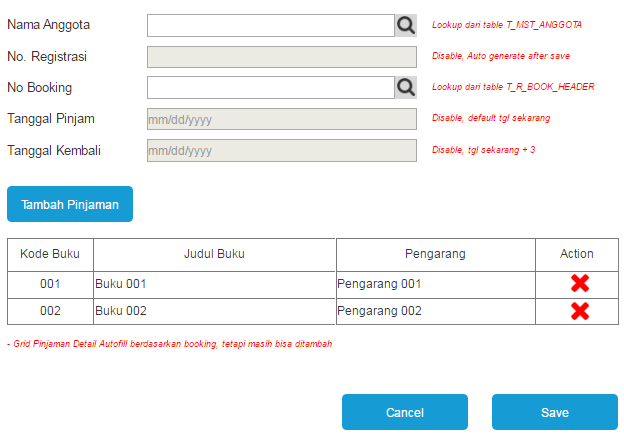 Nama Anggota Lookup dari table T_MST_ANGGOTA
No. Registrasi Disable, Auto generate after save
No Booking Lookup dari table T_R_BOOK_HEADER
Tanggal Pinjam mm/dd/yyyy Disable, default tgl sekarang
Tanggal Kembali mm/dd/yyyy Disable, tgl sekarang + 3
Tambah Pinjaman
Kode Buku Judul Buku Pengarang Action
001 Buku 001 Pengarang 001
002 Buku 002 Pengarang 002
- Grid Pinjaman Detail Autofill berdasarkan booking, tetapi masih bisa ditambah
Cancel Save